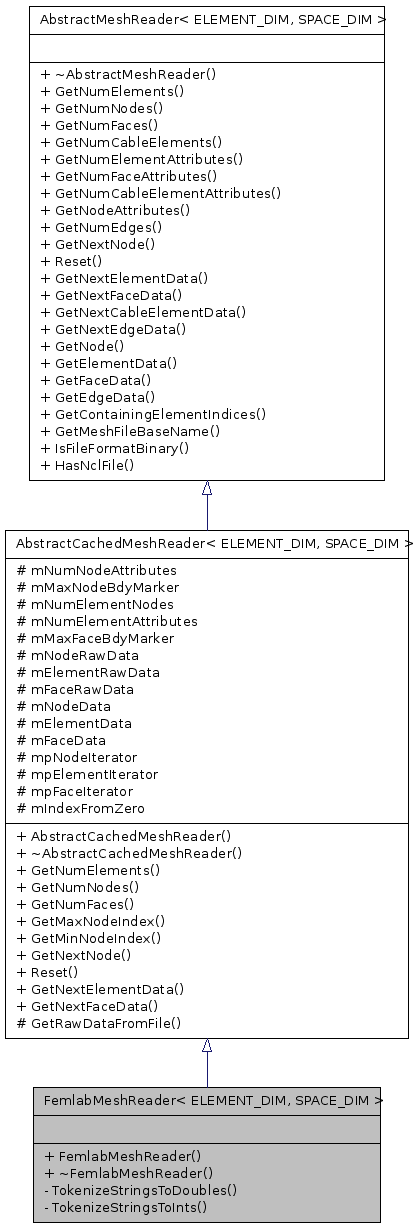 AbstractMeshReader< ELEMENT_DIM, SPACE_DIM >
+ ~AbstractMeshReader()
+ GetNumElements()
+ GetNumNodes()
+ GetNumFaces()
+ GetNumCableElements()
+ GetNumElementAttributes()
+ GetNumFaceAttributes()
+ GetNumCableElementAttributes()
+ GetNodeAttributes()
+ GetNumEdges()
+ GetNextNode()
+ Reset()
+ GetNextElementData()
+ GetNextFaceData()
+ GetNextCableElementData()
+ GetNextEdgeData()
+ GetNode()
+ GetElementData()
+ GetFaceData()
+ GetEdgeData()
+ GetContainingElementIndices()
+ GetMeshFileBaseName()
+ IsFileFormatBinary()
+ HasNclFile()
AbstractCachedMeshReader< ELEMENT_DIM, SPACE_DIM >
# mNumNodeAttributes
# mMaxNodeBdyMarker
# mNumElementNodes
# mNumElementAttributes
# mMaxFaceBdyMarker
# mNodeRawData
# mElementRawData
# mFaceRawData
# mNodeData
# mElementData
# mFaceData
# mpNodeIterator
# mpElementIterator
# mpFaceIterator
# mIndexFromZero
+ AbstractCachedMeshReader()
+ ~AbstractCachedMeshReader()
+ GetNumElements()
+ GetNumNodes()
+ GetNumFaces()
+ GetMaxNodeIndex()
+ GetMinNodeIndex()
+ GetNextNode()
+ Reset()
+ GetNextElementData()
+ GetNextFaceData()
# GetRawDataFromFile()
FemlabMeshReader< ELEMENT_DIM, SPACE_DIM >
+ FemlabMeshReader()
+ ~FemlabMeshReader()
- TokenizeStringsToDoubles()
- TokenizeStringsToInts()